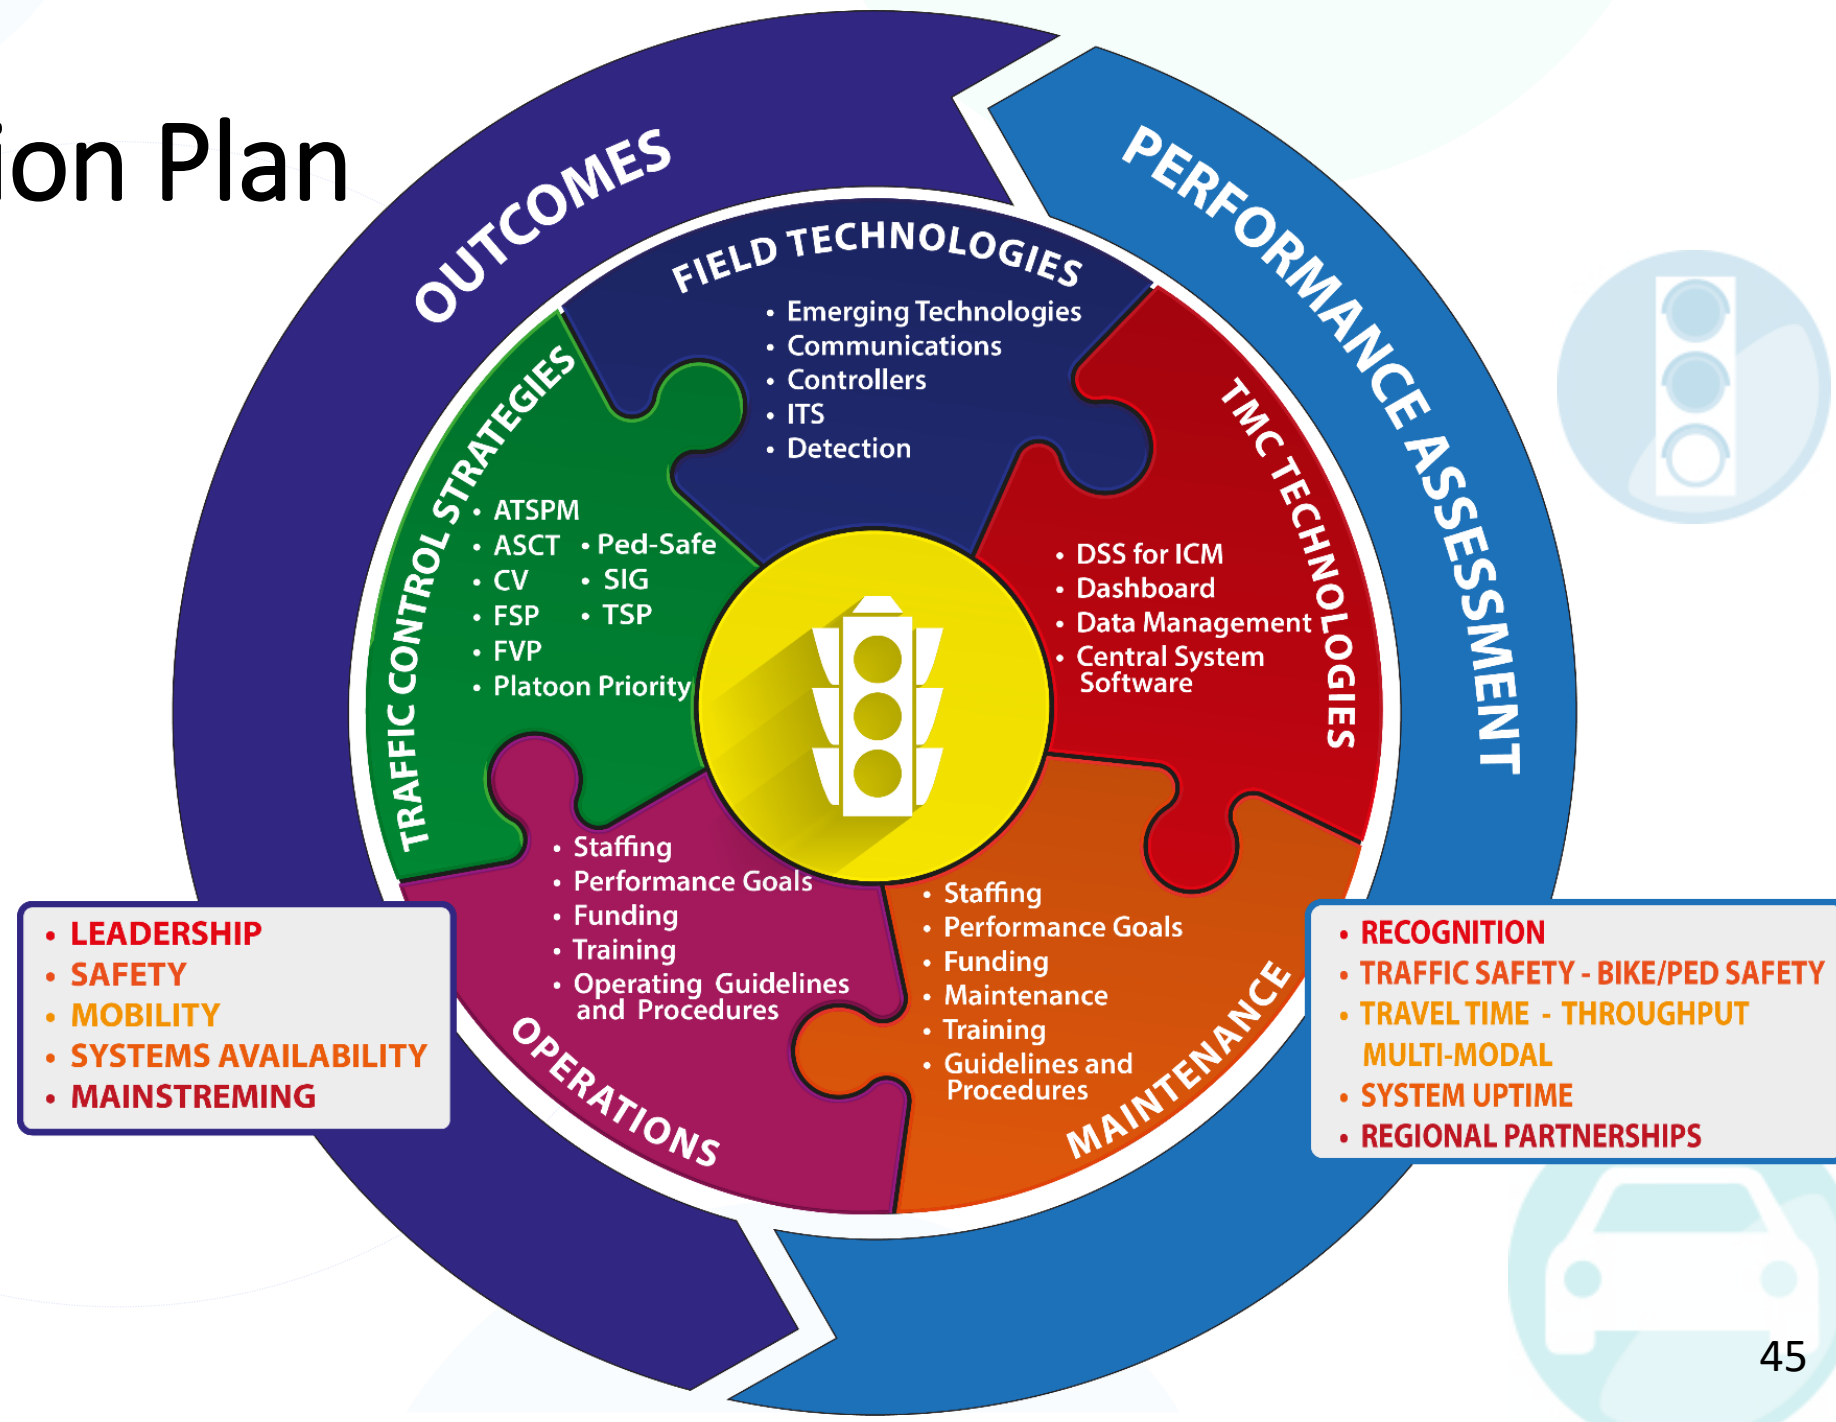 ion Plan
OUTCOMES
PERFORMANCE ASSESSMENT
FIELD TECHNOLOGIES
• Emerging Technologies
• Communications
• Controllers
• ITS
• Detection
TMC TECHNOLOGIES
• DSS for ICM
• Dashboard
• Data Management
• Central System
Software
TRAFFIC CONTROL STRATEGIES
• ATSPM
• ASCT • Ped-Safe
• CV • SIG
• FSP • TSP
• FVP
• Platoon Priority
• Staffing
• Performance Goals
• Funding
• Training
• Operating Guidelines
and Procedures
OPERATIONS
• Staffing
• Performance Goals
• Funding
• Maintenance
• Training
• Guidelines and
Procedures
MAINTENANCE
• LEADERSHIP
• SAFETY
• MOBILITY
• SYSTEMS AVAILABILITY
• MAINSTREMING
• RECOGNITION
• TRAFFIC SAFETY - BIKE/PED SAFETY
• TRAVEL TIME - THROUGHPUT
MULTI-MODAL
• SYSTEM UPTIME
• REGIONAL PARTNERSHIPS
45